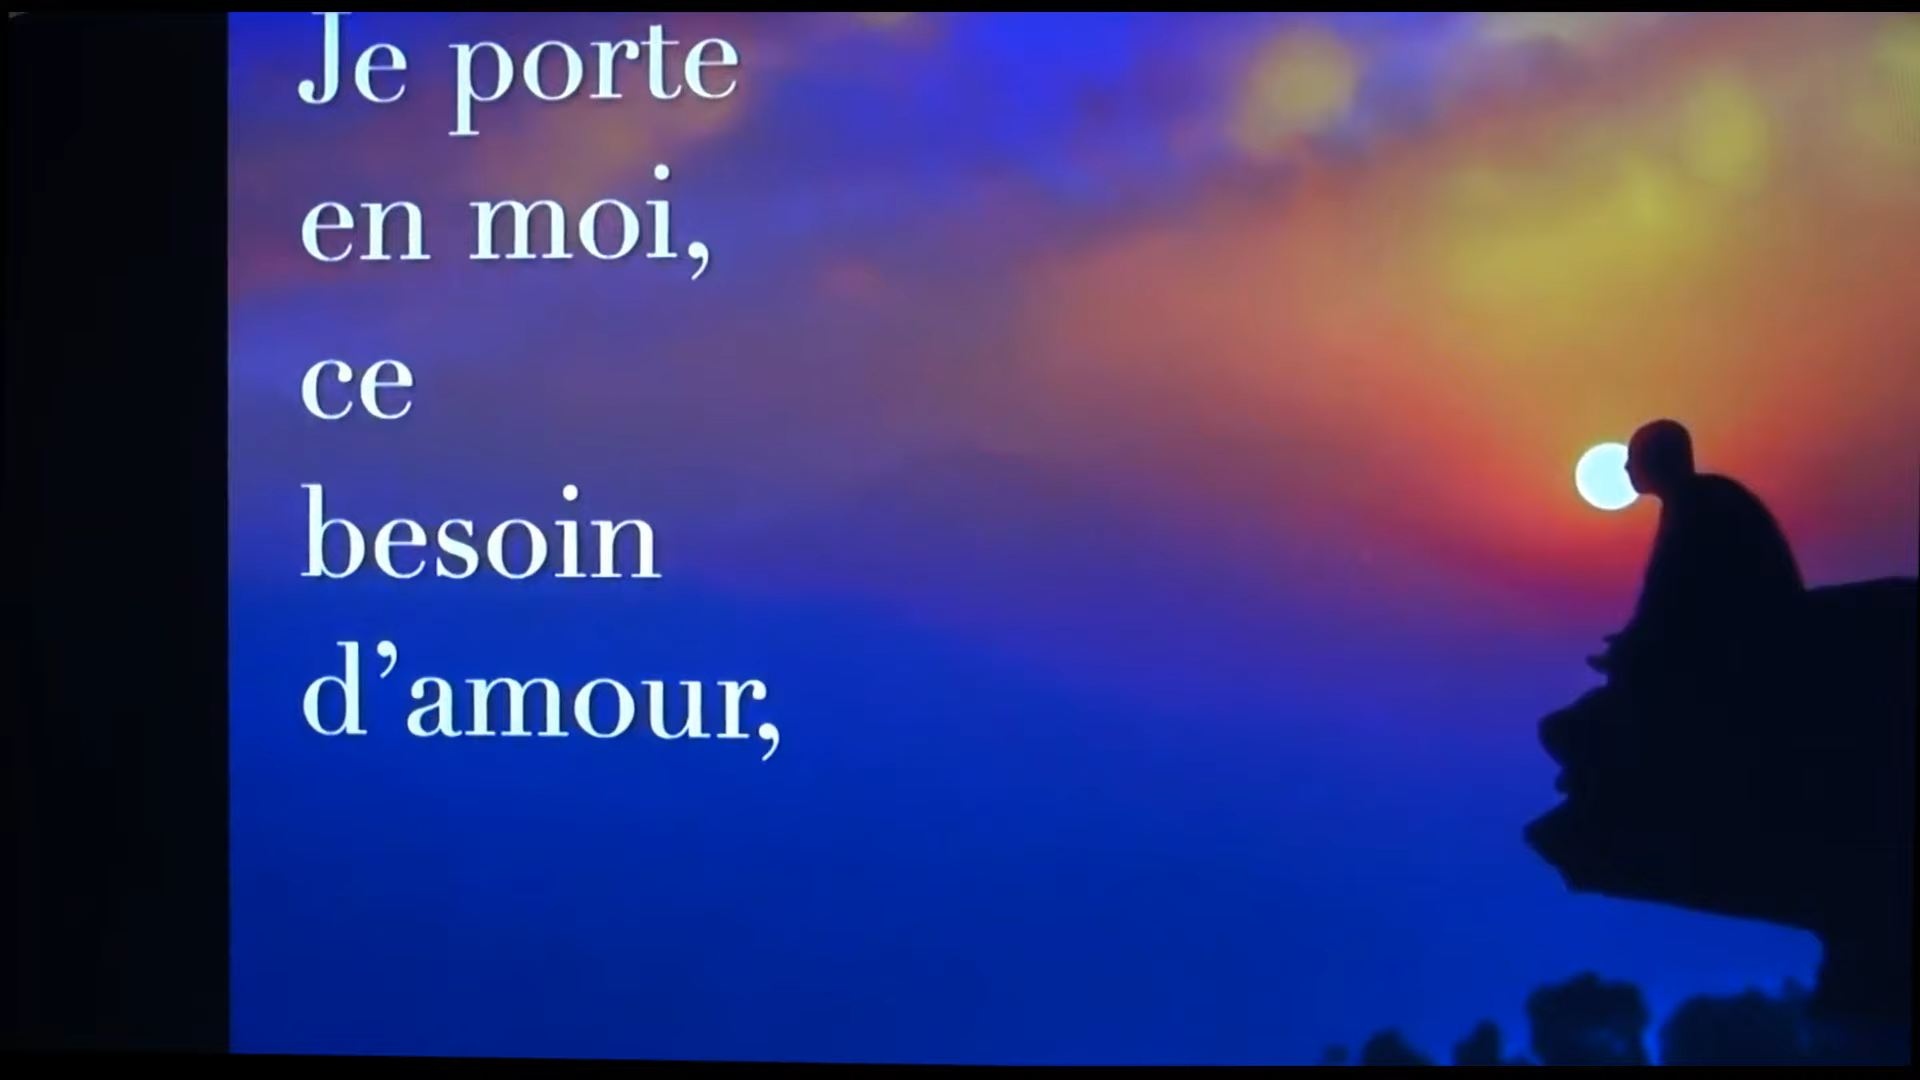 Je porte
en moi,
ce
besoin
d’amour,